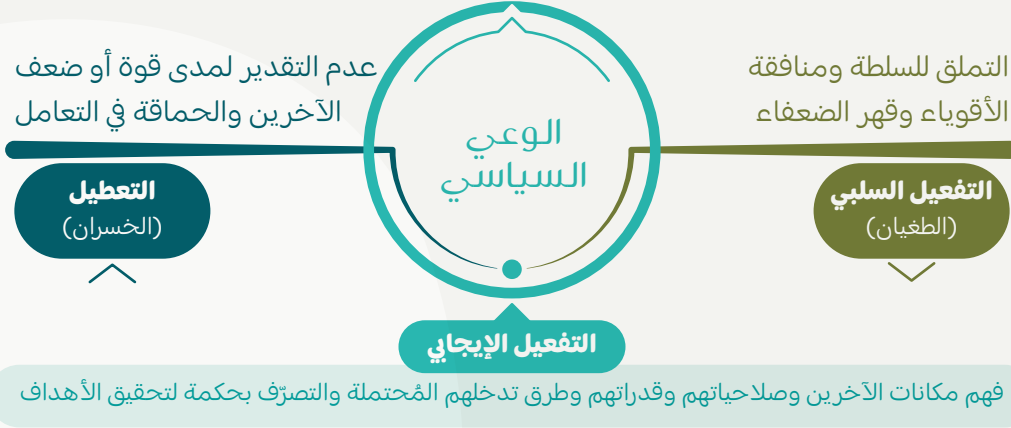 التملق للسلطة ومنافقة
الأقوياء وقهر الضعفاء
التفعيل السلبي
(الطغيان)
الوعي
السياسي
عدم التقدير لمدى قوة أو ضعف
الآخرين والحماقة في التعامل
التعطيل
(الخسران)
التفعيل الإيجابي
فهم مكانات الآخرين وصلاحياتهم وقدراتهم وطرق تدخلهم المُحتملة والتصرّف بحكمة لتحقيق الأهداف